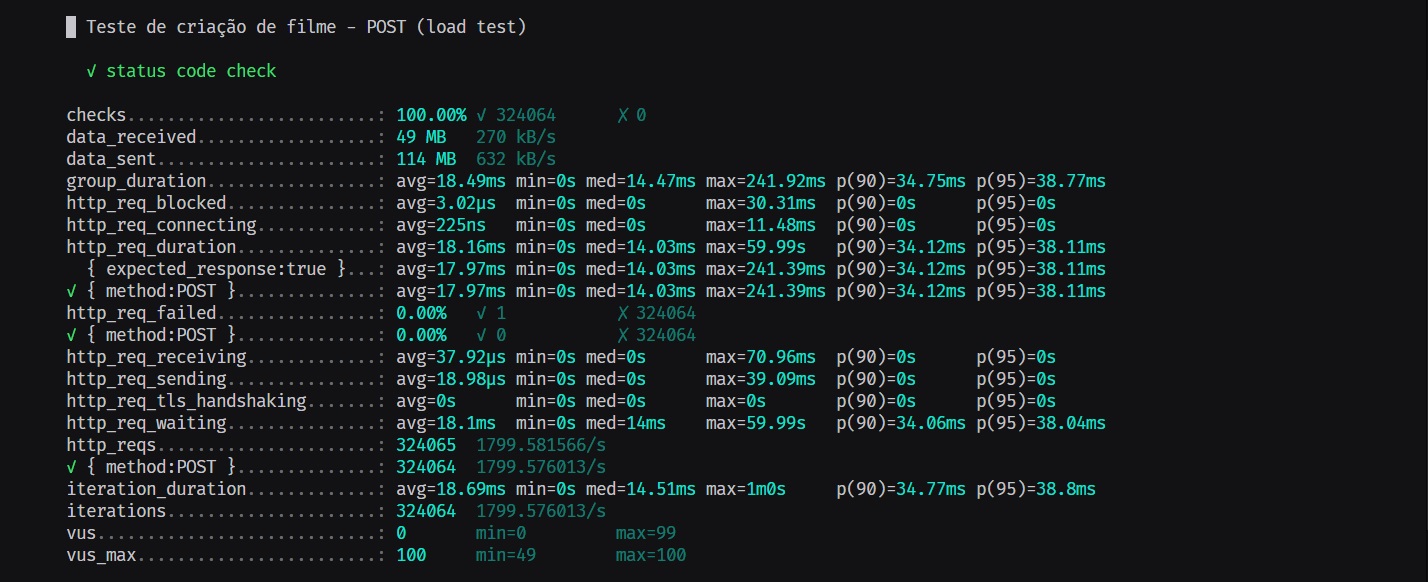 Teste de criação de filme - POST (load test)
√ status code check
checks.........................: 100.00% √ 324064 ✗ 0
data_received..................: 49 MB 270 kB/s
data_sent......................: 114 MB 632 kB/s
group_duration.................: avg=18.49ms min=0s med=14.47ms max=241.92ms p(90)=34.75ms p(95)=38.77ms
http_req_blocked...............: avg=3.02µs min=0s med=0s max=30.31ms p(90)=0s p(95)=0s
http_req_connecting............: avg=225ns min=0s med=0s max=11.48ms p(90)=0s p(95)=0s
http_req_duration..............: avg=18.16ms min=0s med=14.03ms max=59.99s p(90)=34.12ms p(95)=38.11ms
{ expected_response:true }...: avg=17.97ms min=0s med=14.03ms max=241.39ms p(90)=34.12ms p(95)=38.11ms
√ { method:POST }..............: avg=17.97ms min=0s med=14.03ms max=241.39ms p(90)=34.12ms p(95)=38.11ms
http_req_failed................: 0.00% √ 1 ✗ 324064
√ { method:POST }..............: 0.00% √ 0 ✗ 324064
http_req_receiving.............: avg=37.92µs min=0s med=0s max=70.96ms p(90)=0s p(95)=0s
http_req_sending...............: avg=18.98µs min=0s med=0s max=39.09ms p(90)=0s p(95)=0s
http_req_tls_handshaking.......: avg=0s min=0s med=0s max=0s p(90)=0s p(95)=0s
http_req_waiting...............: avg=18.1ms min=0s med=14ms max=59.99s p(90)=34.06ms p(95)=38.04ms
http_reqs......................: 324065 1799.581566/s
√ { method:POST }..............: 324064 1799.576013/s
iteration_duration.............: avg=18.69ms min=0s med=14.51ms max=1m0s p(90)=34.77ms p(95)=38.8ms
iterations.....................: 324064 1799.576013/s
vus............................: 0 min=0 max=99
vus_max........................: 100 min=49 max=100